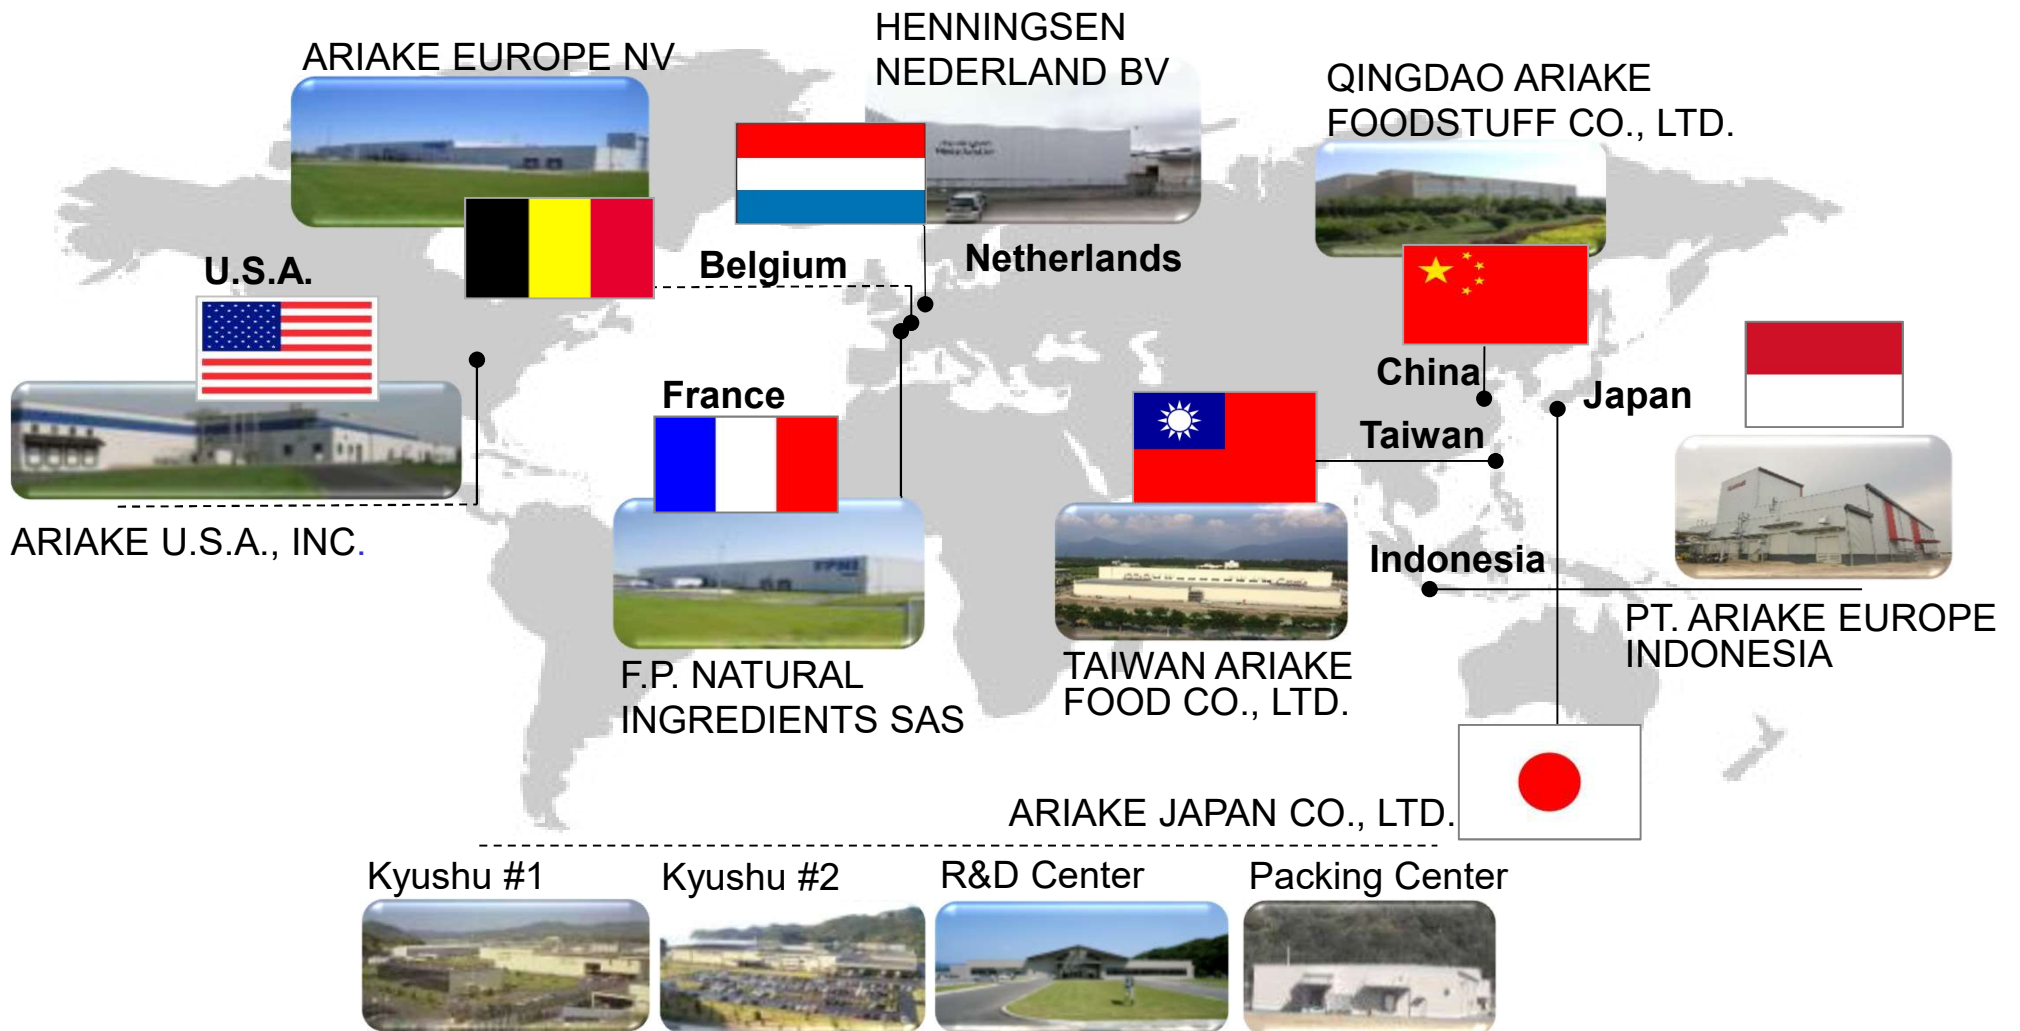 HENNINGSEN
NEDERLAND BV
ARIAKE EUROPE NV
QINGDAO ARIAKE
FOODSTUFF CO., LTD.
U.S.A.
Belgium
Netherlands
China
Japan
France
Taiwan
ARIAKE U.S.A., INC.
Indonesia
PT. ARIAKE EUROPE
INDONESIA
F.P. NATURAL
INGREDIENTS SAS
TAIWAN ARIAKE
FOOD CO., LTD.
ARIAKE JAPAN CO., LTD.
Kyushu #1
Kyushu #2
R&D Center
Packing Center